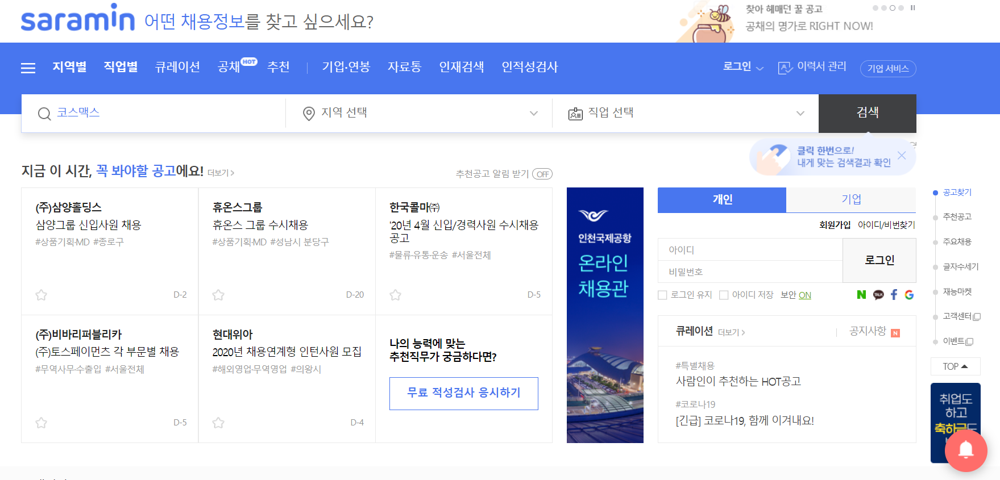 saramin 어떤 채용정보를 찾고 싶으세요?
찾아 헤매던 꿀 공고
공채의 명가로 RIGHT NOW!
지역별 직업별 큐레이션 공채 HOT 추천 기업·연봉 자료통 인재검색 인적성검사
로그인 이력서 관리 기업 서비스
코스맥스 지역 선택 직업 선택 검색
클릭 한번으로!
내게 맞는 검색결과 확인
지금 이 시간, 꼭 봐야할 공고에요! 더보기
추천공고 알림 받기 OFF
(주)삼양홀딩스
삼양그룹 신입사원 채용
#상품기획·MD #종로구
D-2
휴온스그룹
휴온스 그룹 수시채용
#상품기획·MD #성남시 분당구
D-20
한국콜마㈜
'20년 4월 신입/경력사원 수시채용
공고
#물류·유통·운송 #서울전체
D-5
(주)비바리퍼블리카
(주)토스페이먼츠 각 부문별 채용
#무역사무·수출입 #서울전체
D-5
현대위아
2020년 채용연계형 인턴사원 모집
#해외영업·무역영업 #의왕시
D-4
나의 능력에 맞는
추천직무가 궁금하다면?
무료 적성검사 응시하기
인천국제공항
온라인
채용관
개인 기업
회원가입 아이디/비번찾기
아이디
비밀번호
로그인
로그인 유지 아이디 저장 보안 ON
N TALK f G
큐레이션 더보기 공지사항 N
#특별채용
사람인이 추천하는 HOT공고
#코로나19
[긴급] 코로나19, 함께 이겨내요!
공고찾기
추천공고
주요채용
글자수세기
재능마켓
고객센터
이벤트
TOP
취업도
하고
축하금도